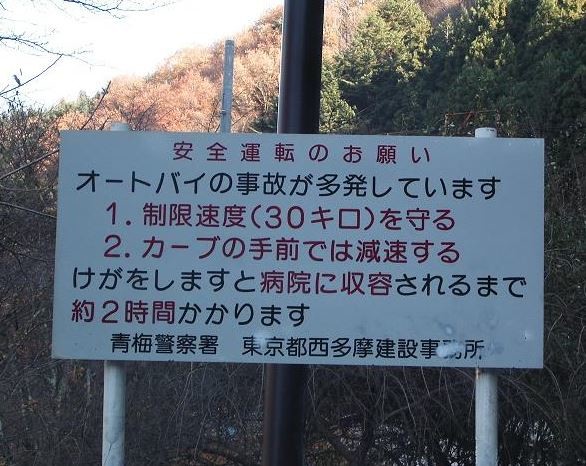 安全運転のお願い
オートバイの事故が多発しています
1. 制限速度(30キロ)を守る
2. カーブの手前では減速する
けがをしますと病院に収容されるまで
約2時間かかります
青梅警察署 東京都西多摩建設事務所